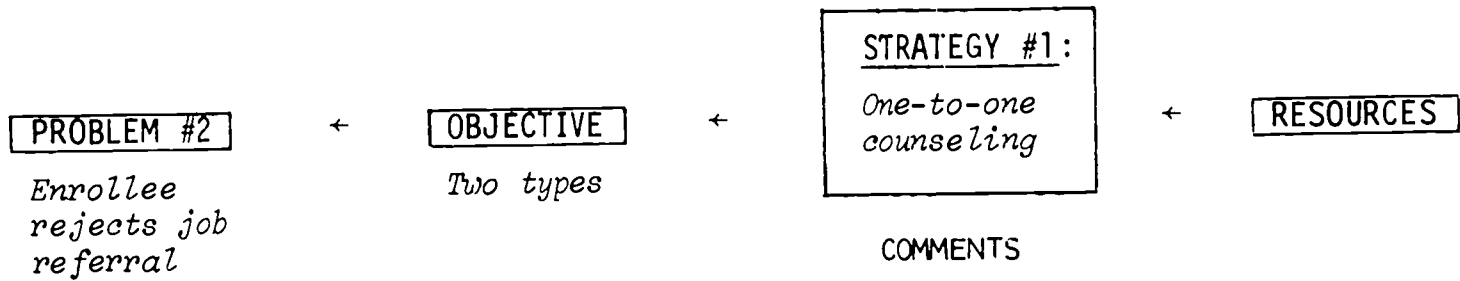 PROBLEM #2
Enrollee
rejects job
referral
←
OBJECTIVE
Two types
←
STRATEGY #1:
One-to-one
counseling
COMMENTS
←
RESOURCES